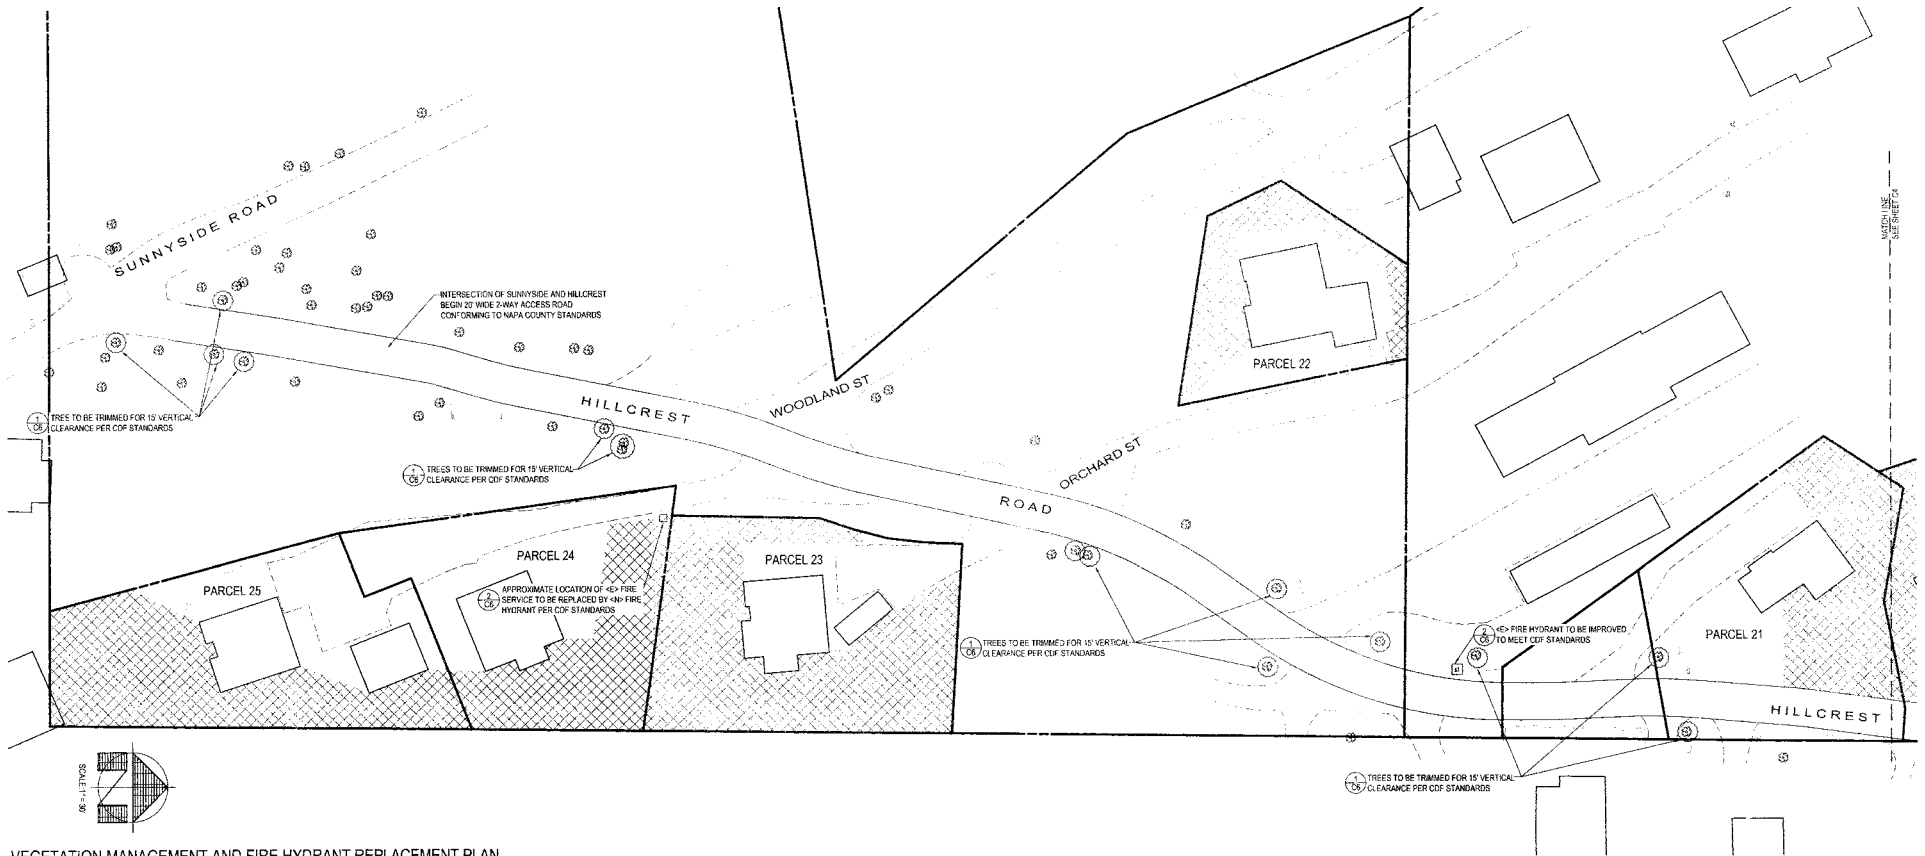 SUNNYSIDE ROAD
INTERSECTION OF SUNNYSIDE AND HILLCREST
BEGIN 20' WIDE 2-WAY ACCESS ROAD
CONFORMING TO NAPA COUNTY STANDARDS
MATCH LINE
SEE SHEET C4
PARCEL 22
WOODLAND ST
HILLCREST
1
C6
TREES TO BE TRIMMED FOR 15' VERTICAL
CLEARANCE PER CDF STANDARDS
1
C6
TREES TO BE TRIMMED FOR 15' VERTICAL
CLEARANCE PER CDF STANDARDS
ORCHARD ST
ROAD
PARCEL 25
PARCEL 24
PARCEL 23
2
C6
APPROXIMATE LOCATION OF <E> FIRE
SERVICE TO BE REPLACED BY <N> FIRE
HYDRANT PER CDF STANDARDS
1
C6
TREES TO BE TRIMMED FOR 15' VERTICAL
CLEARANCE PER CDF STANDARDS
2
C6
<E> FIRE HYDRANT TO BE IMPROVED
TO MEET CDF STANDARDS
PARCEL 21
HILLCREST
1
C6
TREES TO BE TRIMMED FOR 15' VERTICAL
CLEARANCE PER CDF STANDARDS
SCALE: 1" = 30'
VEGETATION MANAGEMENT AND FIRE HYDRANT REPLACEMENT PLAN